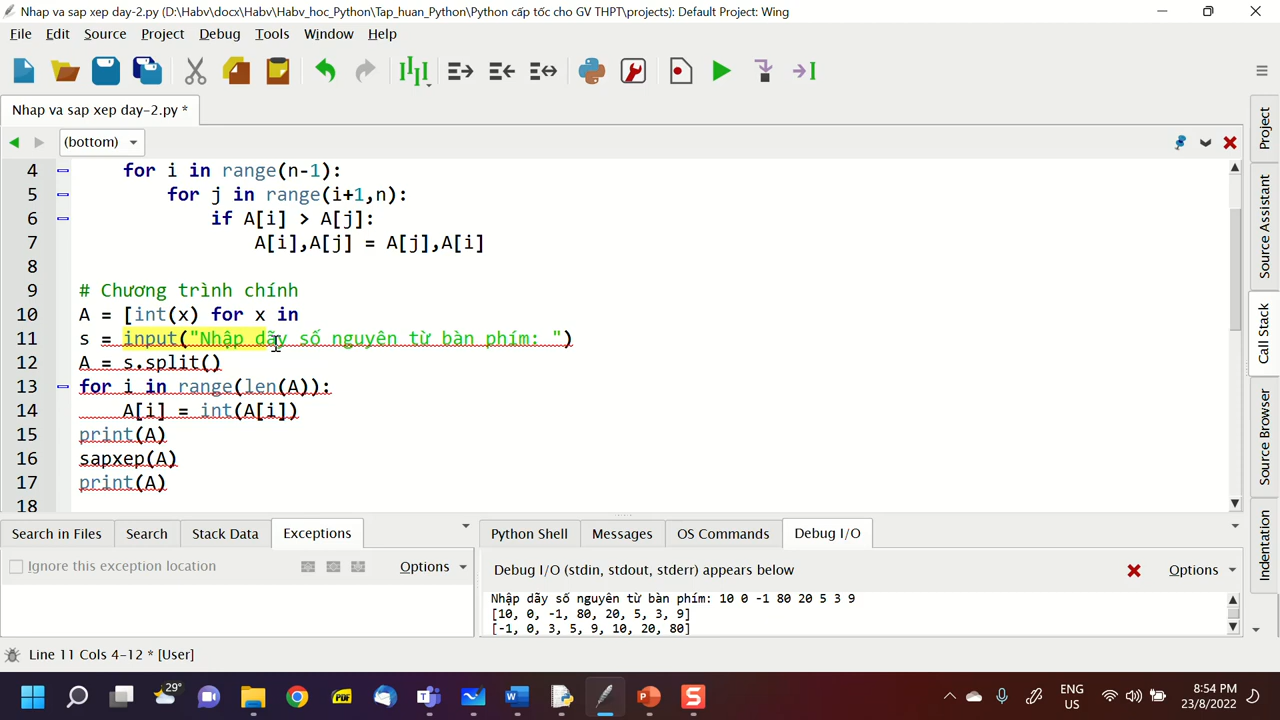 Nhap va sap xep day-2.py (D:\Habv\docx\Habv\Habv_hoc_Python\Tap_huan_Python\Python cấp tốc cho GV THPT\projects): Default Project: Wing
File Edit Source Project Debug Tools Window Help
Nhap va sap xep day-2.py *
(bottom)
4 for i in range(n-1):
5 for j in range(i+1,n):
6 if A[i] > A[j]:
7 A[i],A[j] = A[j],A[i]
8
9 # Chương trình chính
10 A = [int(x) for x in
11 s = input("Nhập dãy số nguyên từ bàn phím: ")
12 A = s.split()
13 for i in range(len(A)):
14 A[i] = int(A[i])
15 print(A)
16 sapxep(A)
17 print(A)
18
Project
Source Assistant
Call Stack
Source Browser
Indentation
Search in Files Search Stack Data Exceptions
Ignore this exception location Options
Python Shell Messages OS Commands Debug I/O
Debug I/O (stdin, stdout, stderr) appears below Options
Nhập dãy số nguyên từ bàn phím: 10 0 -1 80 20 5 3 9
[10, 0, -1, 80, 20, 5, 3, 9]
[-1, 0, 3, 5, 9, 10, 20, 80]
Line 11 Cols 4-12 * [User]
29°
PDF
ENG
US
8:54 PM
23/8/2022